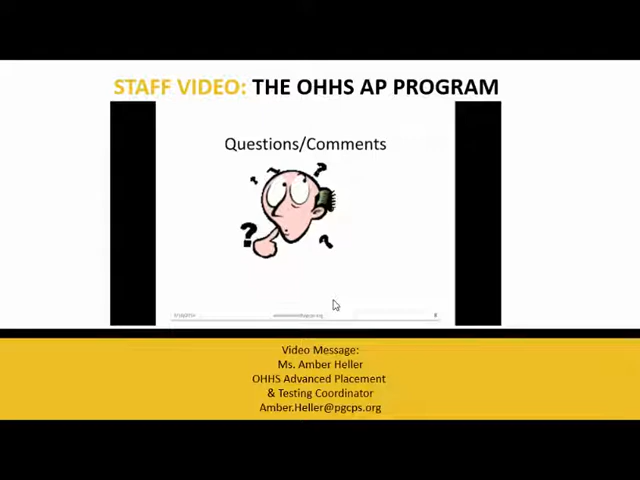 STAFF VIDEO: THE OHHS AP PROGRAM
Questions/Comments
? ?
?
?
Video Message:
Ms. Amber Heller
OHHS Advanced Placement
& Testing Coordinator
Amber.Heller@pgcps.org